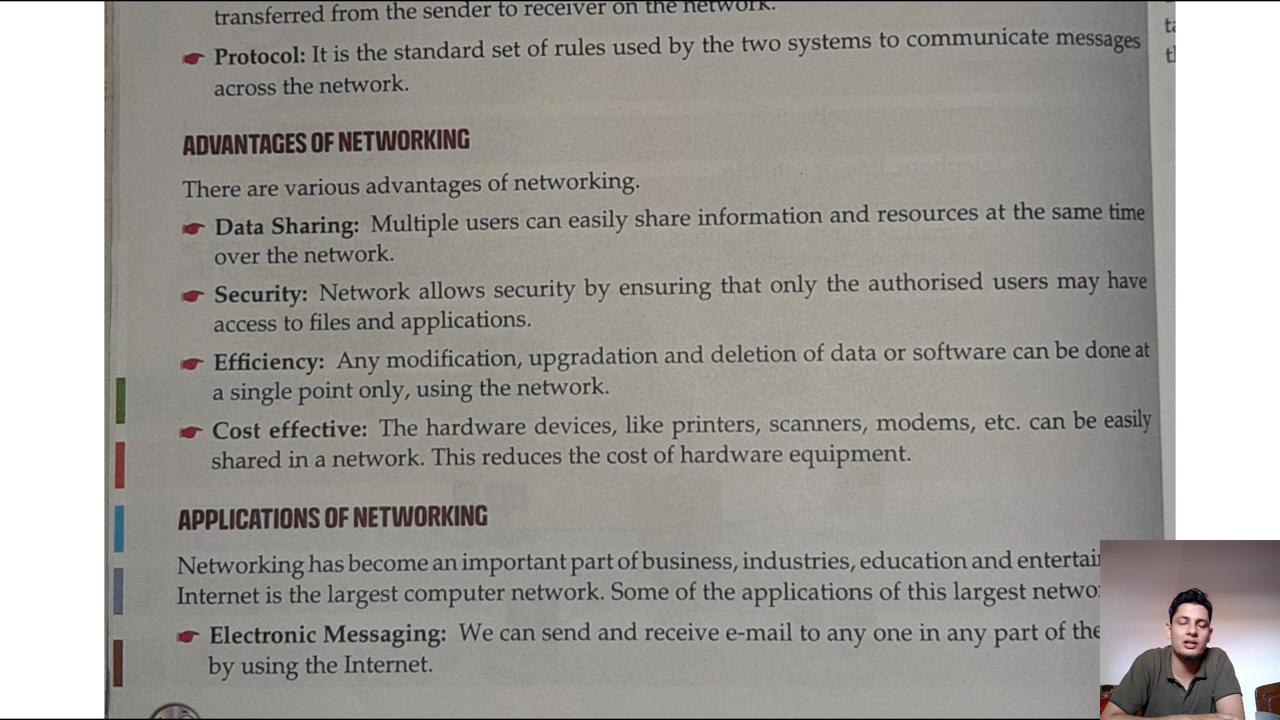 transferred from the sender to receiver on the network.
Protocol: It is the standard set of rules used by the two systems to communicate messages
across the network.
ADVANTAGES OF NETWORKING
There are various advantages of networking.
Data Sharing: Multiple users can easily share information and resources at the same time
over the network.
Security: Network allows security by ensuring that only the authorised users may have
access to files and applications.
Efficiency: Any modification, upgradation and deletion of data or software can be done at
a single point only, using the network.
Cost effective: The hardware devices, like printers, scanners, modems, etc. can be easily
shared in a network. This reduces the cost of hardware equipment.
APPLICATIONS OF NETWORKING
Networking has become an important part of business, industries, education and
Internet is the largest computer network. Some of the applications of this largest
Electronic Messaging: We can send and receive e-mail to any one in any part of the
by using the Internet.